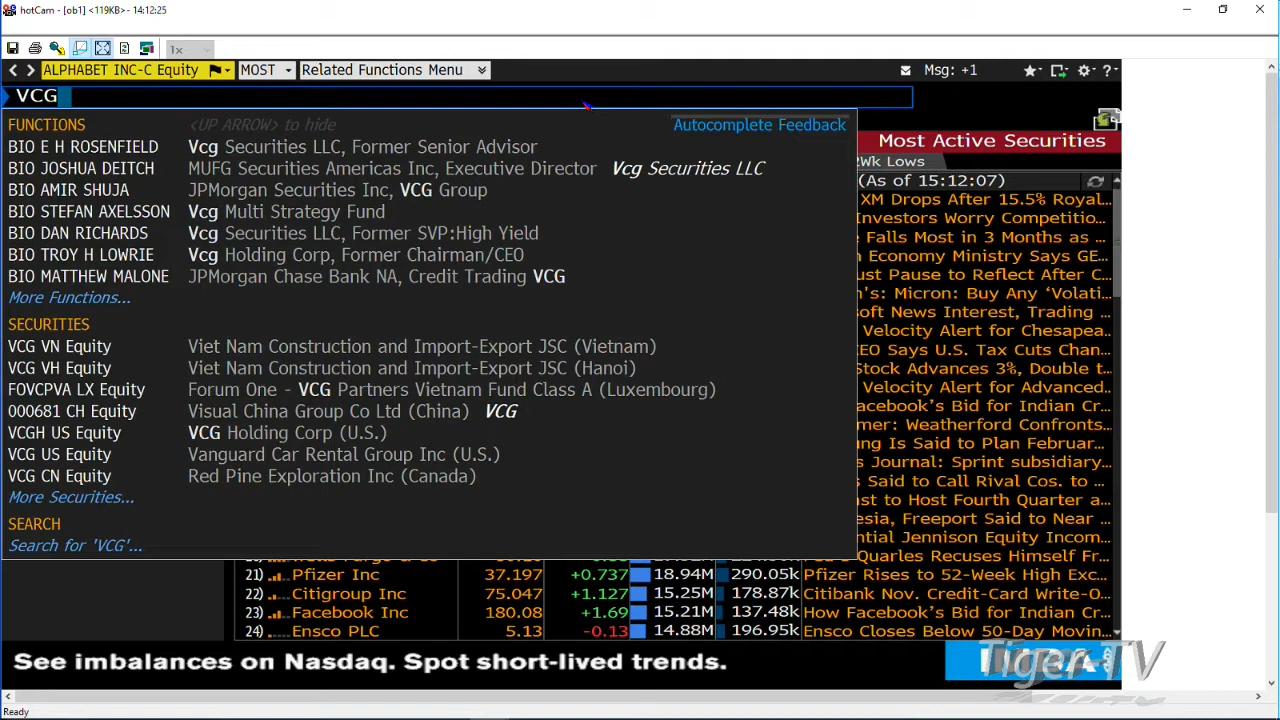 hotCam - [ob1] <119KB> - 14:12:25
1x
ALPHABET INC-C Equity MOST Related Functions Menu Msg: +1
VCG
FUNCTIONS <UP ARROW> to hide Autocomplete Feedback
BIO E H ROSENFIELD Vcg Securities LLC, Former Senior Advisor
BIO JOSHUA DEITCH MUFG Securities Americas Inc, Executive Director Vcg Securities LLC
BIO AMIR SHUJA JPMorgan Securities Inc, VCG Group
BIO STEFAN AXELSSON Vcg Multi Strategy Fund
BIO DAN RICHARDS Vcg Securities LLC, Former SVP:High Yield
BIO TROY H LOWRIE Vcg Holding Corp, Former Chairman/CEO
BIO MATTHEW MALONE JPMorgan Chase Bank NA, Credit Trading VCG
More Functions...
SECURITIES
VCG VN Equity Viet Nam Construction and Import-Export JSC (Vietnam)
VCG VH Equity Viet Nam Construction and Import-Export JSC (Hanoi)
FOVCPVA LX Equity Forum One - VCG Partners Vietnam Fund Class A (Luxembourg)
000681 CH Equity Visual China Group Co Ltd (China) VCG
VCGH US Equity VCG Holding Corp (U.S.)
VCG US Equity Vanguard Car Rental Group Inc (U.S.)
VCG CN Equity Red Pine Exploration Inc (Canada)
More Securities...
SEARCH
Search for 'VCG'...
Most Active Securities
2Wk Lows
(As of 15:12:07)
XM Drops After 15.5% Royal...
Investors Worry Competitio...
Falls Most in 3 Months as ...
Economy Ministry Says GE...
ust Pause to Reflect After C...
n's: Micron: Buy Any 'Volati...
oft News Interest, Trading ...
Velocity Alert for Chesapea...
EO Says U.S. Tax Cuts Chan...
Stock Advances 3%, Double t...
Velocity Alert for Advanced...
acebook's Bid for Indian Cr...
mer: Weatherford Confronts...
ng Is Said to Plan Februar...
s Journal: Sprint subsidiary...
Said to Call Rival Cos. to ...
ast to Host Fourth Quarter a...
esia, Freeport Said to Near ...
ntial Jennison Equity Incom...
Quarles Recuses Himself Fr...
21) Pfizer Inc 37.197 +0.737 18.94M 290.05k Pfizer Rises to 52-Week High Exc...
22) Citigroup Inc 75.047 +1.127 15.25M 178.87k Citibank Nov. Credit-Card Write-O...
23) Facebook Inc 180.08 +1.69 15.21M 137.48k How Facebook's Bid for Indian Cr...
24) Ensco PLC 5.13 -0.13 14.88M 196.95k Ensco Closes Below 50-Day Movin...
See imbalances on Nasdaq. Spot short-lived trends.
Tiger-TV
Ready